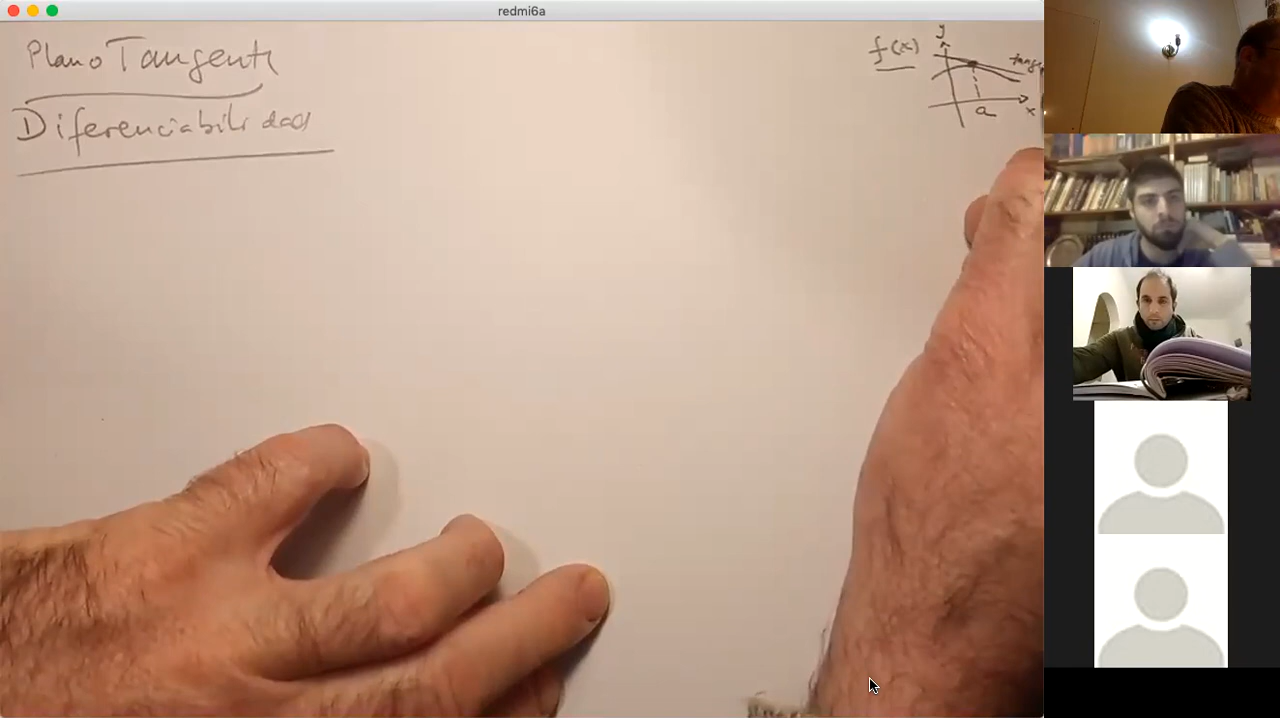 redmi6a
Plano Tangente
Diferenciabilidad
f(x)
y
a
x